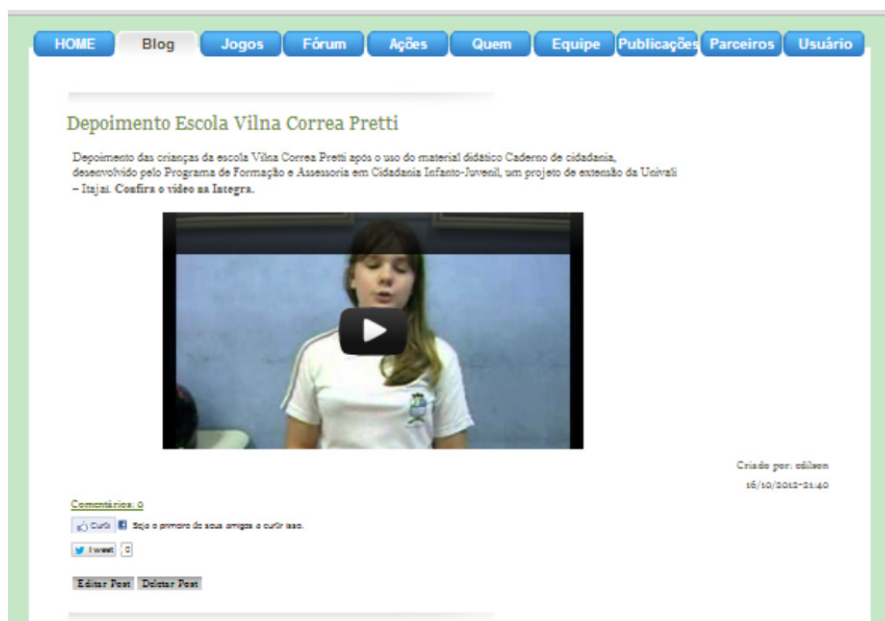 HOME Blog Jogos Fórum Ações Quem Equipe Publicações Parceiros Usuário
Depoimento Escola Vilna Correa Pretti
Depoimento das crianças da escola Vilna Correa Pretti após o uso do material didático Caderno de cidadania,
desenvolvido pelo Programa de Formação e Assessoria em Cidadania Infanto-Juvenil, um projeto de extensão da Univali
– Itajaí. Confira o vídeo na Integra.
Criado por: edilson
16/10/2012-21:40
Comentários: 0
Curtir Seja o primeiro de seus amigos a curtir isso.
Tweet 0
Editar Post Deletar Post